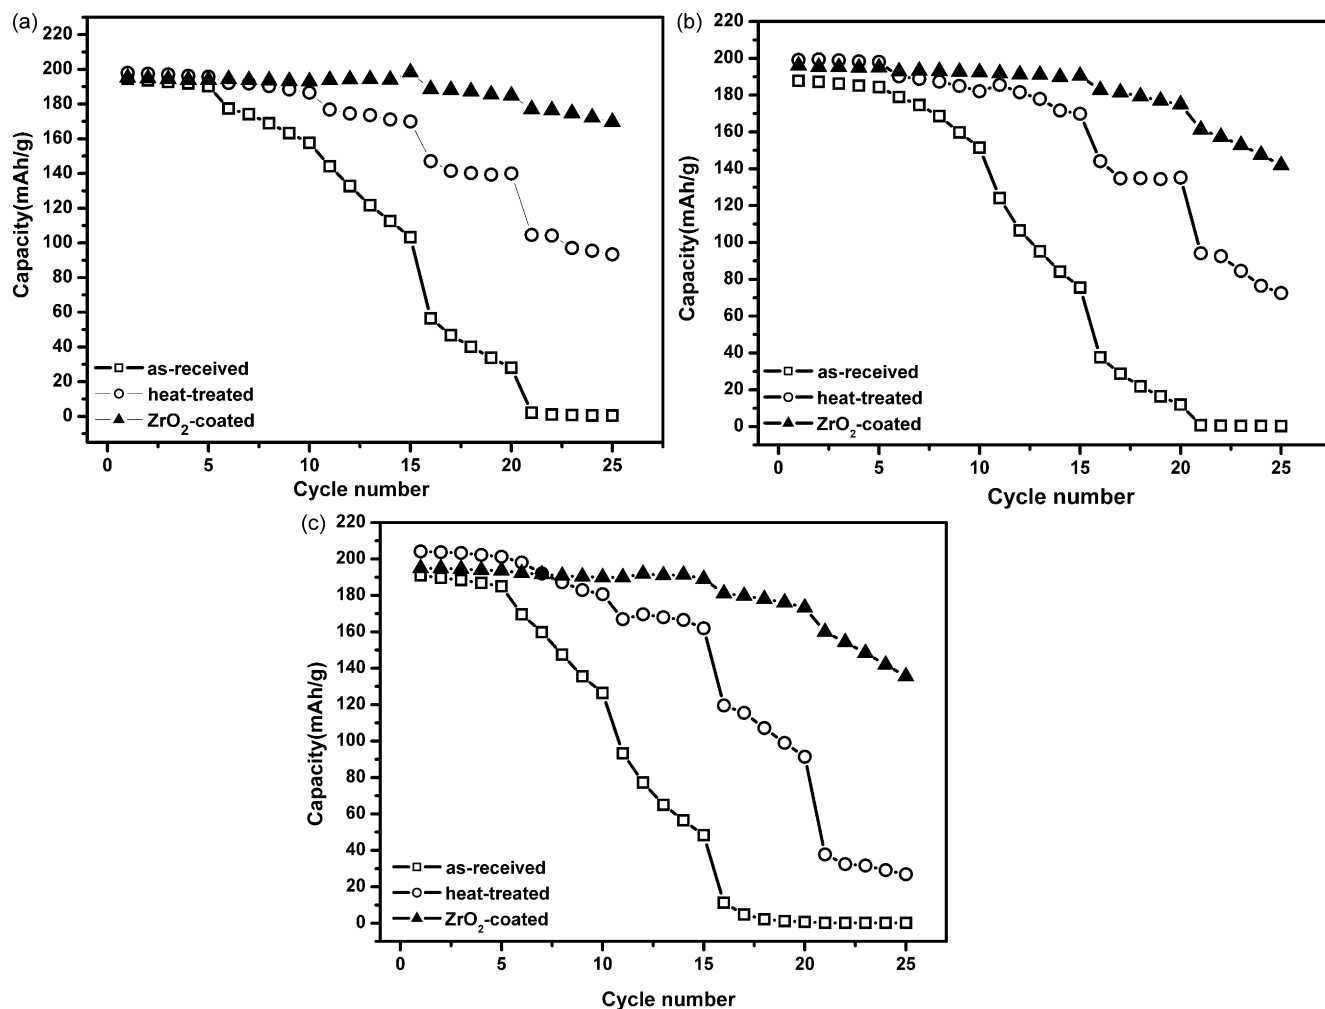 (a)
220
200
180
160
140
120
100
80
60
40
20
0
Capacity(mAh/g)
as-received
heat-treated
ZrO2-coated
0 5 10 15 20 25
Cycle number
(b)
220
200
180
160
140
120
100
80
60
40
20
0
Capacity(mAh/g)
as-received
heat-treated
ZrO2-coated
0 5 10 15 20 25
Cycle number
(c)
220
200
180
160
140
120
100
80
60
40
20
0
Capacity(mAh/g)
as-received
heat-treated
ZrO2-coated
0 5 10 15 20 25
Cycle number